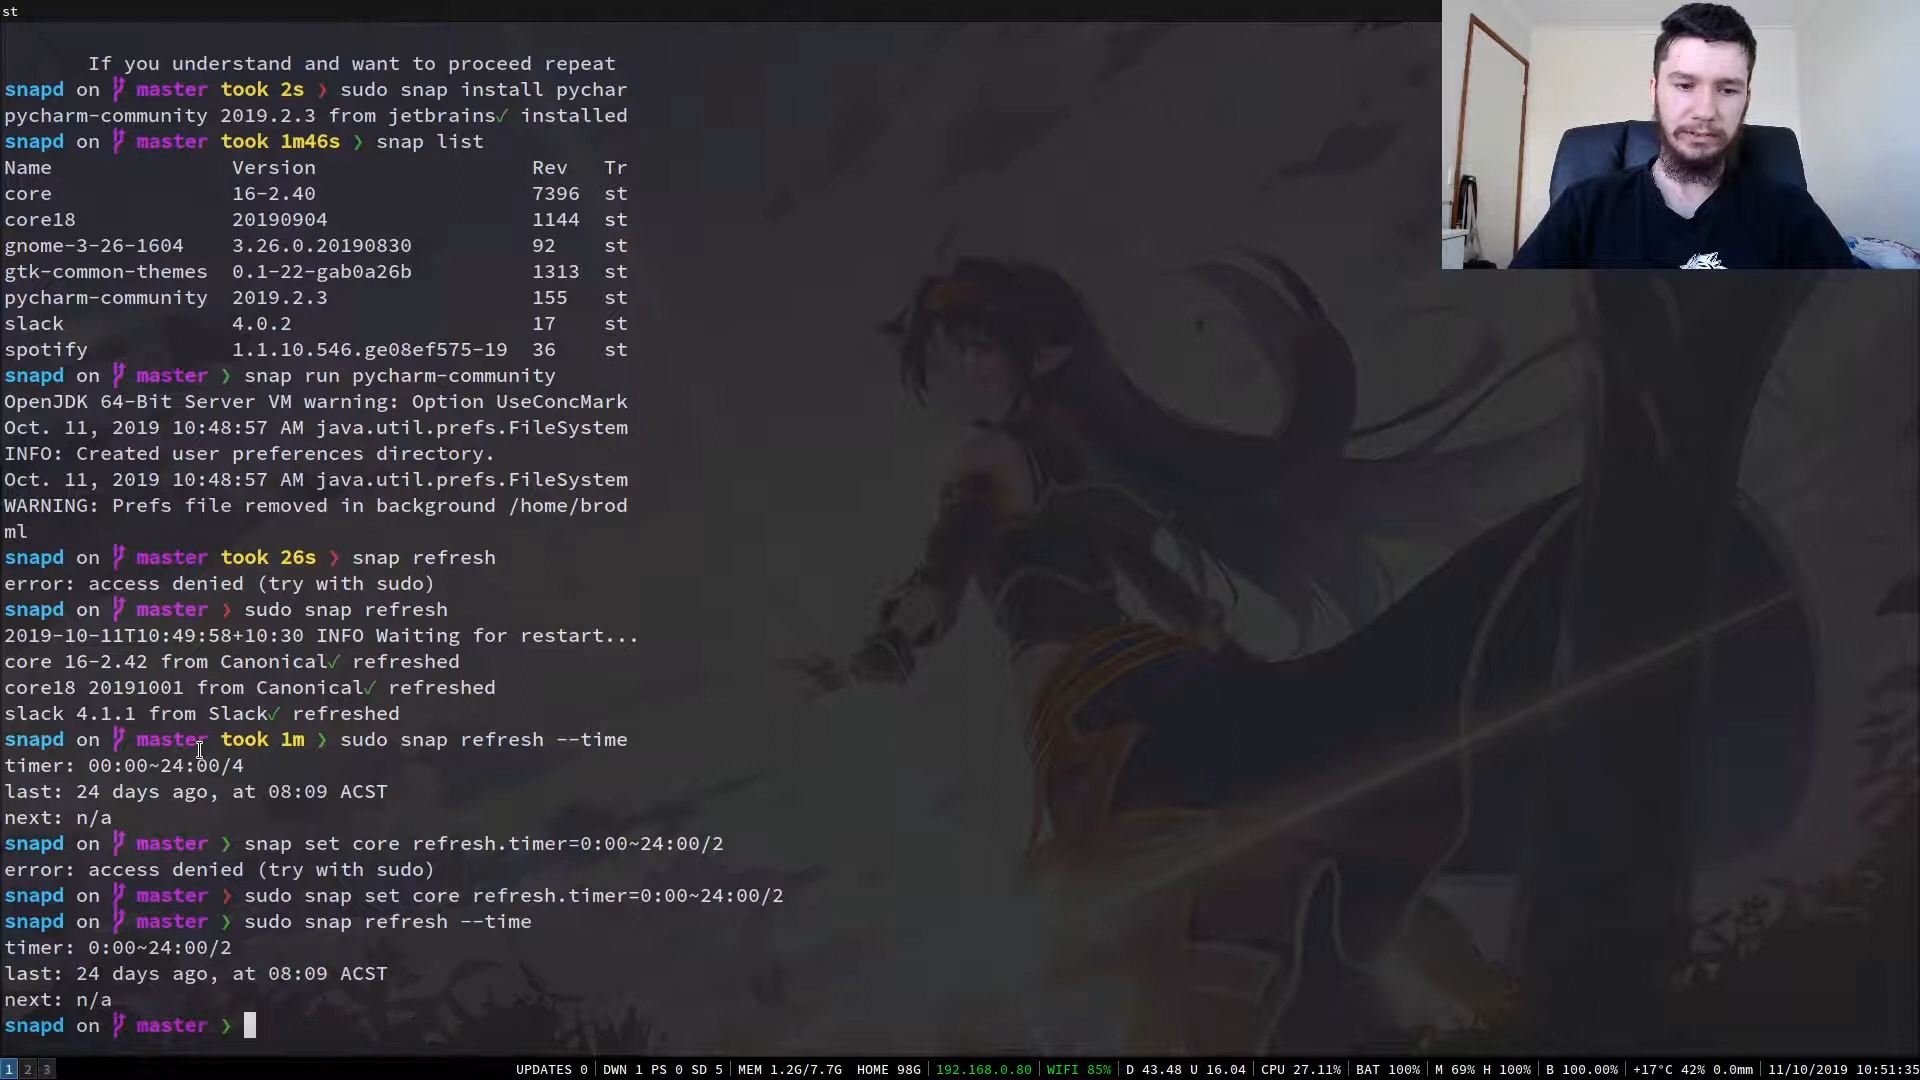 st
If you understand and want to proceed repeat
snapd on master took 2s ❯ sudo snap install pychar
pycharm-community 2019.2.3 from jetbrains✓ installed
snapd on master took 1m46s ❯ snap list
Name Version Rev Tr
core 16-2.40 7396 st
core18 20190904 1144 st
gnome-3-26-1604 3.26.0.20190830 92 st
gtk-common-themes 0.1-22-gab0a26b 1313 st
pycharm-community 2019.2.3 155 st
slack 4.0.2 17 st
spotify 1.1.10.546.ge08ef575-19 36 st
snapd on master ❯ snap run pycharm-community
OpenJDK 64-Bit Server VM warning: Option UseConcMark
Oct. 11, 2019 10:48:57 AM java.util.prefs.FileSystem
INFO: Created user preferences directory.
Oct. 11, 2019 10:48:57 AM java.util.prefs.FileSystem
WARNING: Prefs file removed in background /home/brod
ml
snapd on master took 26s ❯ snap refresh
error: access denied (try with sudo)
snapd on master ❯ sudo snap refresh
2019-10-11T10:49:58+10:30 INFO Waiting for restart...
core 16-2.42 from Canonical✓ refreshed
core18 20191001 from Canonical✓ refreshed
slack 4.1.1 from Slack✓ refreshed
snapd on master took 1m ❯ sudo snap refresh --time
timer: 00:00~24:00/4
last: 24 days ago, at 08:09 ACST
next: n/a
snapd on master ❯ snap set core refresh.timer=0:00~24:00/2
error: access denied (try with sudo)
snapd on master ❯ sudo snap set core refresh.timer=0:00~24:00/2
snapd on master ❯ sudo snap refresh --time
timer: 0:00~24:00/2
last: 24 days ago, at 08:09 ACST
next: n/a
snapd on master ❯
1 2 3 UPDATES 0 | DWN 1 PS 0 SD 5 | MEM 1.2G/7.7G HOME 98G | 192.168.0.80 | WIFI 85% | D 43.48 U 16.04 | CPU 27.11% | BAT 100% | M 69% H 100% | B 100.00% | +17°C 42% 0.0mm | 11/10/2019 10:51:35